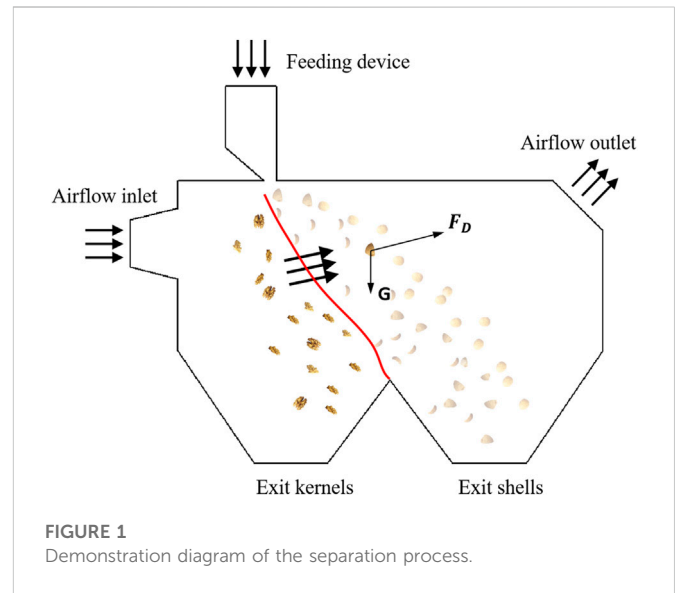 Feeding device
Airflow outlet
Airflow inlet
F_D
G
Exit kernels
Exit shells
FIGURE 1
Demonstration diagram of the separation process.